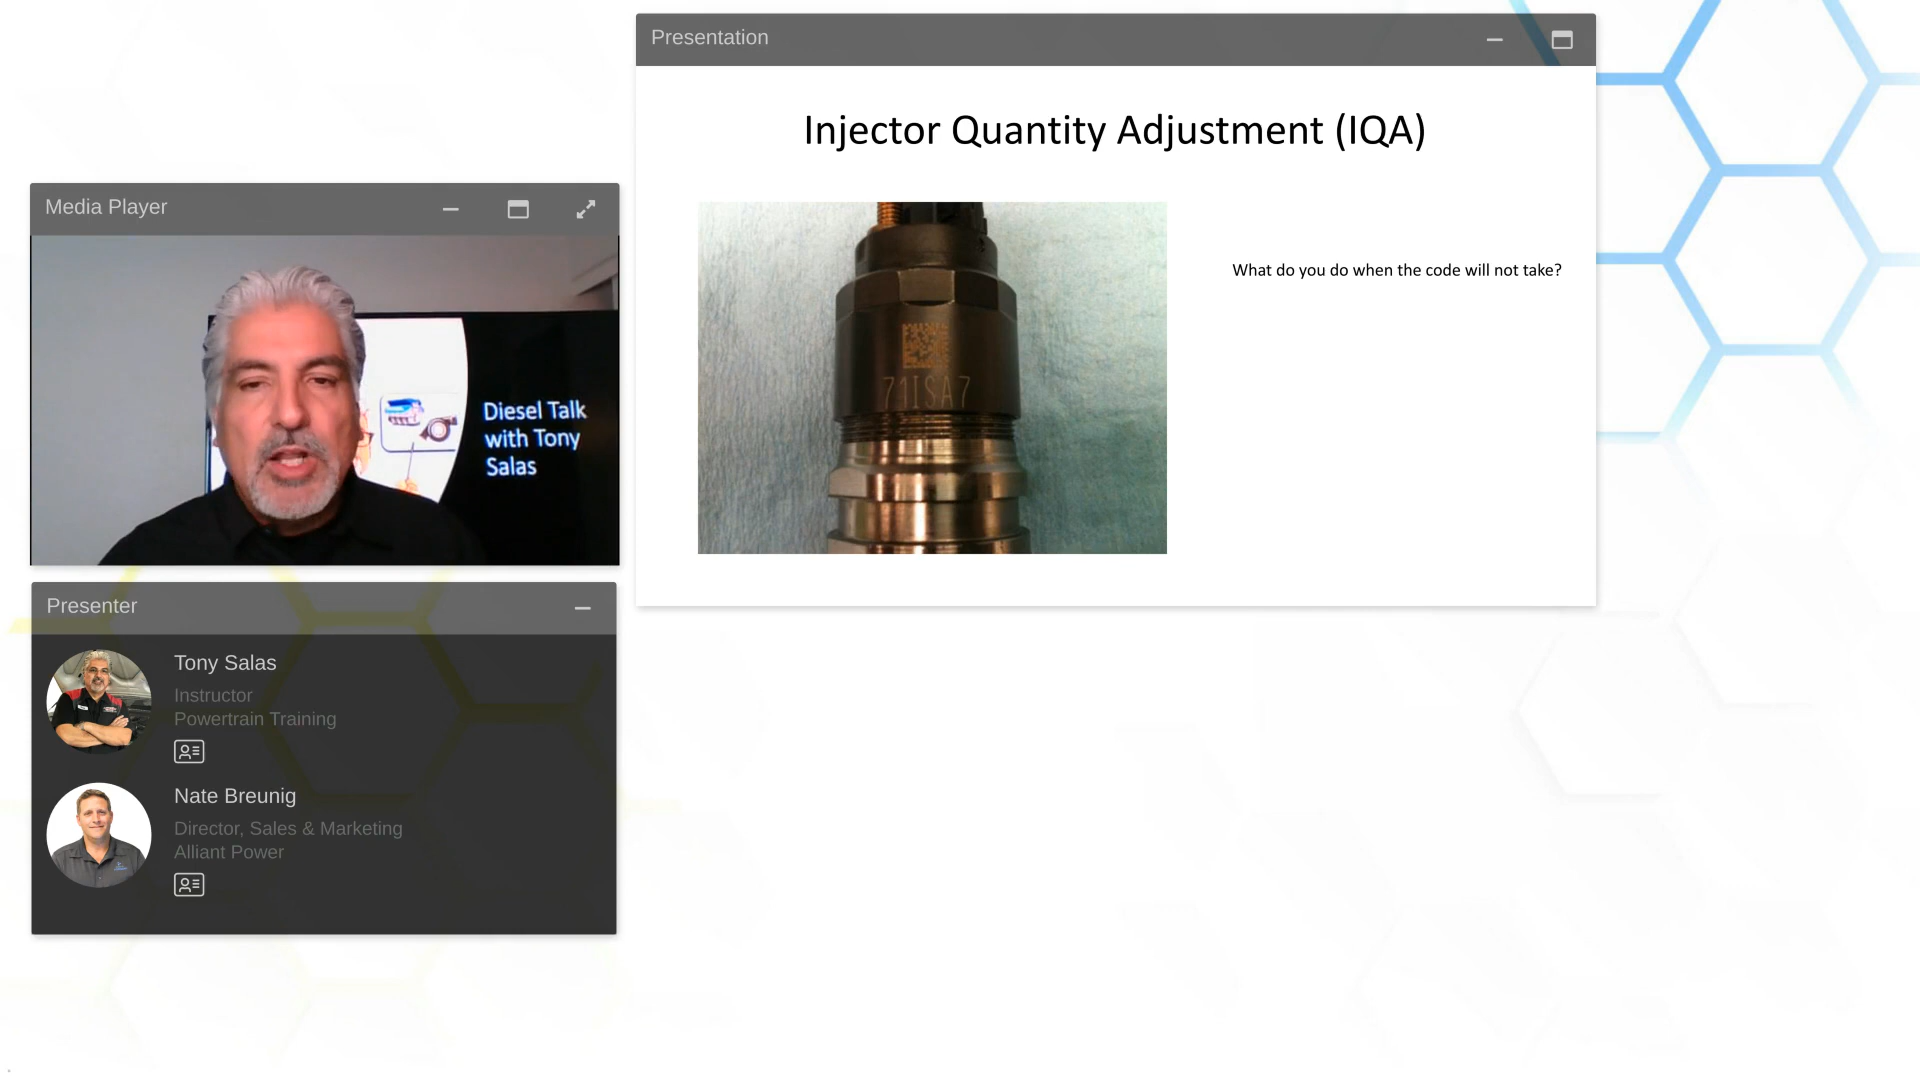 Presentation
Injector Quantity Adjustment (IQA)
71ISA7
What do you do when the code will not take?
Media Player
Diesel Talk
with Tony
Salas
Presenter
Tony Salas
Instructor
Powertrain Training
Nate Breunig
Director, Sales & Marketing
Alliant Power